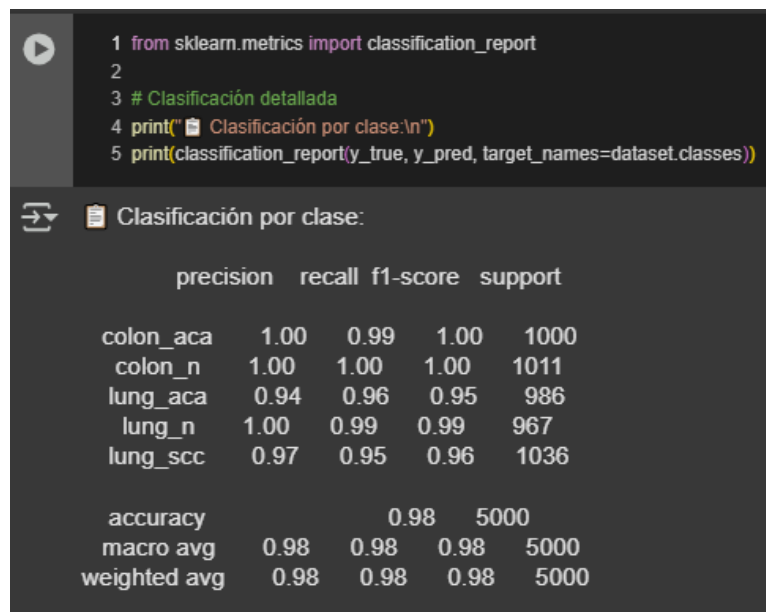 1 from sklearn.metrics import classification_report
2
3 # Clasificación detallada
4 print("📋 Clasificación por clase:\n")
5 print(classification_report(y_true, y_pred, target_names=dataset.classes))
📋 Clasificación por clase:
precision recall f1-score support
colon_aca 1.00 0.99 1.00 1000
colon_n 1.00 1.00 1.00 1011
lung_aca 0.94 0.96 0.95 986
lung_n 1.00 0.99 0.99 967
lung_scc 0.97 0.95 0.96 1036
accuracy 0.98 5000
macro avg 0.98 0.98 0.98 5000
weighted avg 0.98 0.98 0.98 5000